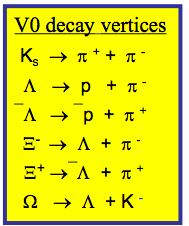 V0 decay vertices
Ks → π + + π -
Λ → p + π -
‾Λ → ‾p + π +
Ξ- → Λ + π -
Ξ+ → ‾Λ + π +
Ω → Λ + K -